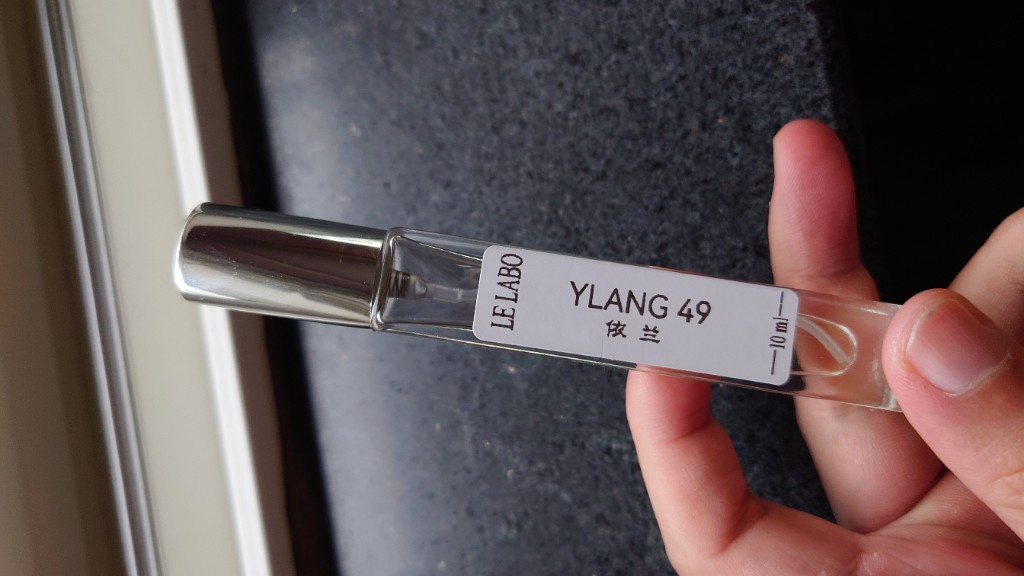 LE LABO
YLANG 49
依兰
10 ml